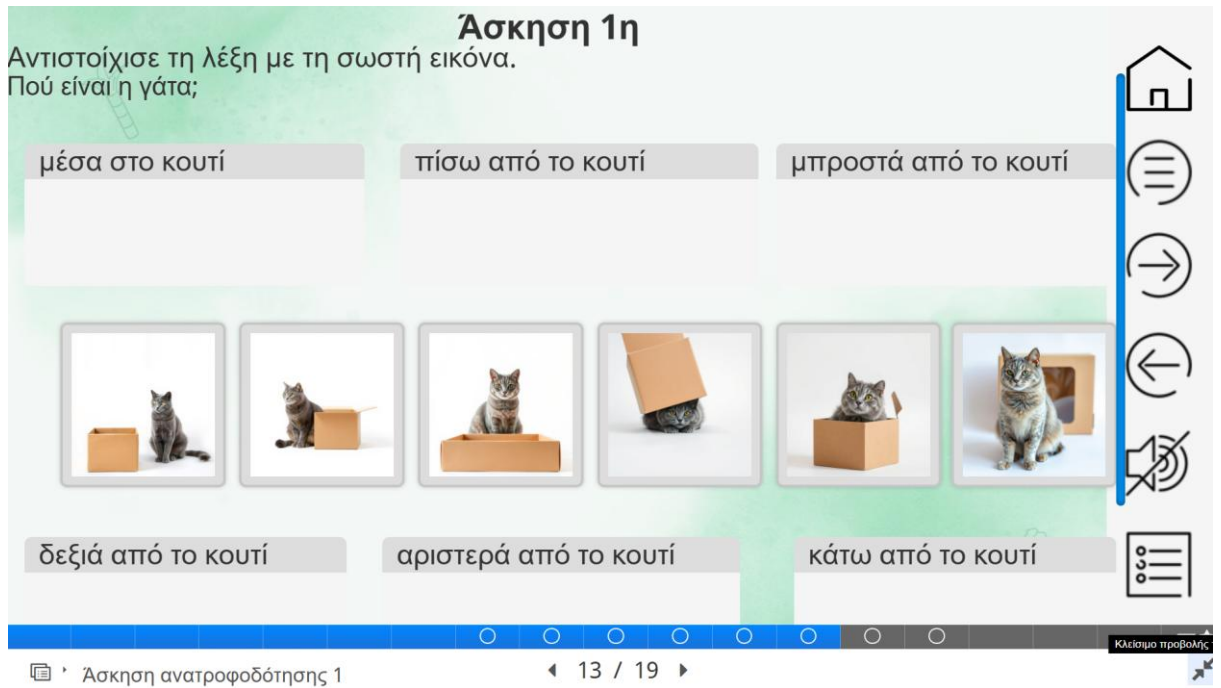 Άσκηση 1η
Αντιστοίχισε τη λέξη με τη σωστή εικόνα.
Πού είναι η γάτα;
μέσα στο κουτί
πίσω από το κουτί
μπροστά από το κουτί
δεξιά από το κουτί
αριστερά από το κουτί
κάτω από το κουτί
Κλείσιμο προβολής
Άσκηση ανατροφοδότησης 1
13 / 19